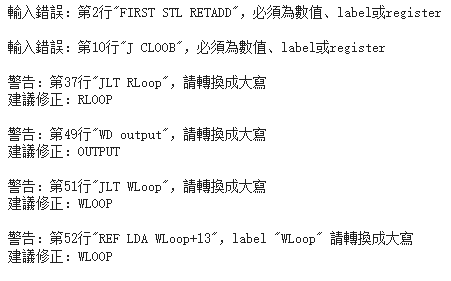 輸入錯誤: 第2行"FIRST STL RETADD", 必須為數值、label或register
輸入錯誤: 第10行"J CLOOB", 必須為數值、label或register
警告: 第37行"JLT RLoop", 請轉換成大寫
建議修正: RLOOP
警告: 第49行"WD output", 請轉換成大寫
建議修正: OUTPUT
警告: 第51行"JLT WLoop", 請轉換成大寫
建議修正: WLOOP
警告: 第52行"REF LDA WLoop+13", label "WLoop" 請轉換成大寫
建議修正: WLOOP